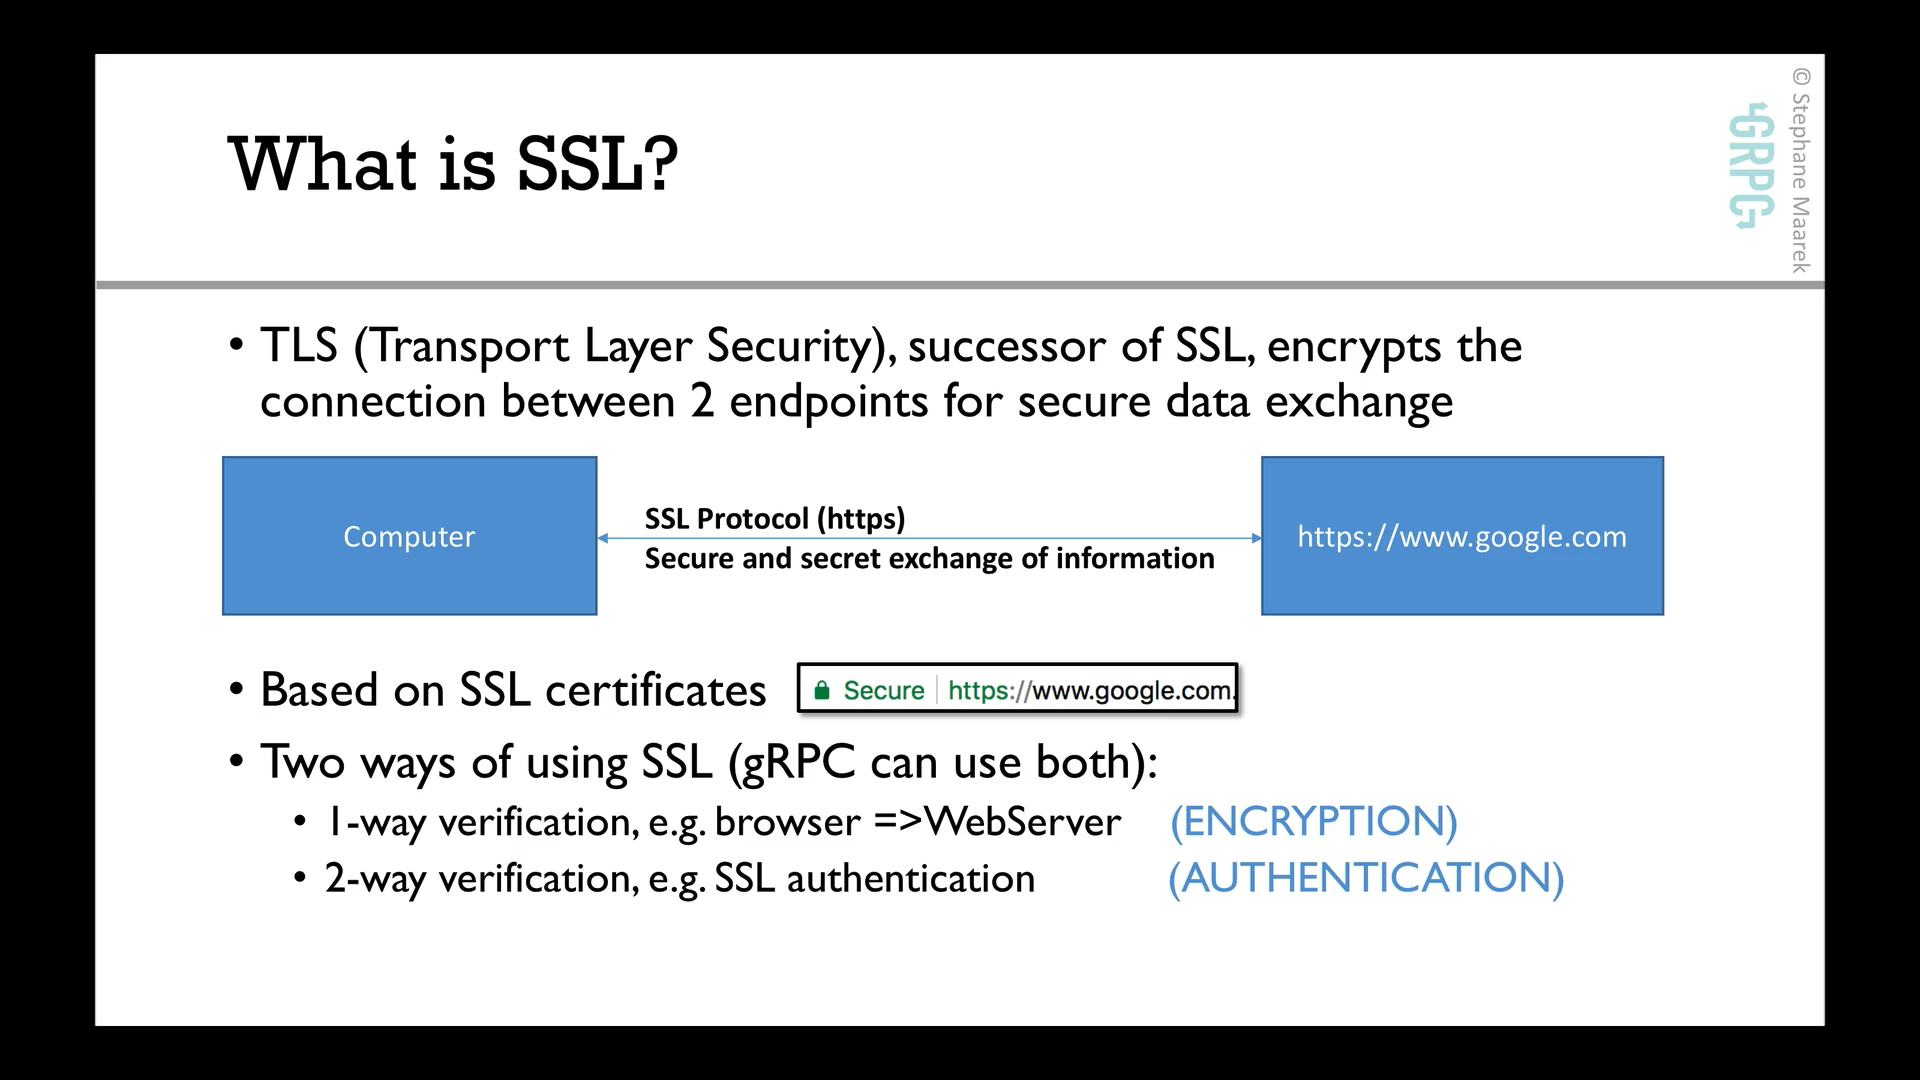 What is SSL?
© Stephane Maarek
GRPC
• TLS (Transport Layer Security), successor of SSL, encrypts the
connection between 2 endpoints for secure data exchange
Computer
SSL Protocol (https)
Secure and secret exchange of information
https://www.google.com
• Based on SSL certificates
Secure | https://www.google.com.
• Two ways of using SSL (gRPC can use both):
• 1-way verification, e.g. browser =>WebServer (ENCRYPTION)
• 2-way verification, e.g. SSL authentication (AUTHENTICATION)